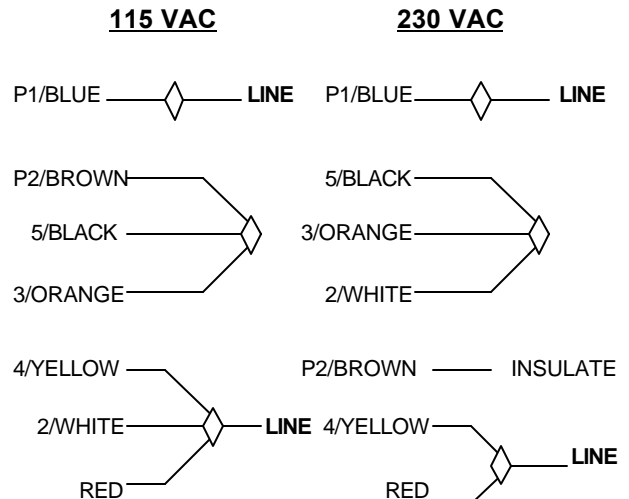 115 VAC
P1/BLUE LINE
P2/BROWN
5/BLACK
3/ORANGE
4/YELLOW
2/WHITE LINE
RED
230 VAC
P1/BLUE LINE
5/BLACK
3/ORANGE
2/WHITE
P2/BROWN INSULATE
4/YELLOW
LINE
RED